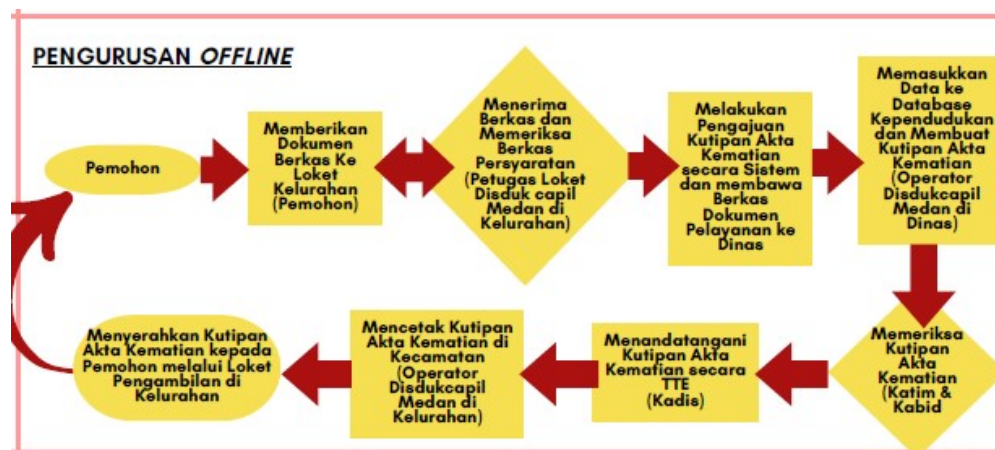 PENGURUSAN OFFLINE
Pemohon
Memberikan
Dokumen
Berkas Ke
Loket
Kelurahan
(Pemohon)
Menerima
Berkas dan
Memeriksa
Berkas
Persyaratan
(Petugas Loket
Disduk capil
Medan di
Kelurahan)
Melakukan
Pengajuan
Kutipan Akta
Kematian
secara Sistem
dan membawa
Berkas
Dokumen
Pelayanan ke
Dinas
Memasukkan
Data ke
Database
Kependudukan
dan Membuat
Kutipan Akta
Kematian
(Operator
Disdukcapil
Medan di
Dinas)
Memeriksa
Kutipan
Akta
Kematian
(Katim &
Kabid
Menandatangani
Kutipan Akta
Kematian secara
TTE
(Kadis)
Mencetak Kutipan
Akta Kematian di
Kecamatan
(Operator
Disdukcapil
Medan di
Kelurahan)
Menyerahkan Kutipan
Akta Kematian kepada
Pemohon melalui Loket
Pengambilan di
Kelurahan